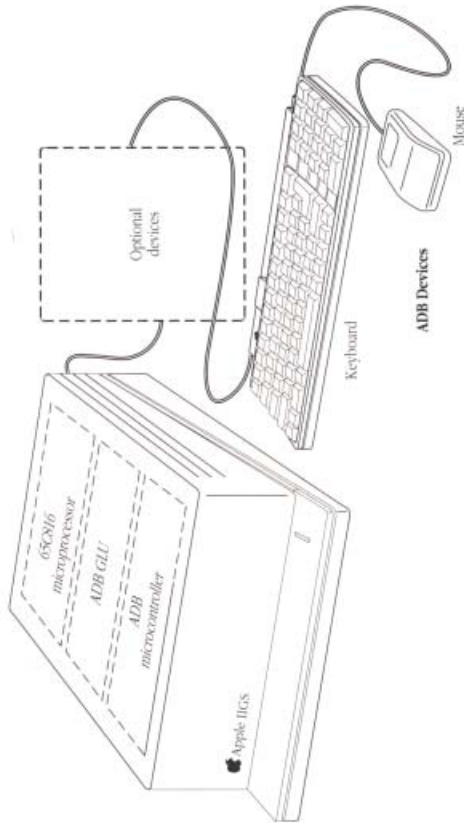 65C816
microprocessor
ADB GLU
ADB
microcontroller
Apple IIGS
Optional
devices
Keyboard
Mouse
ADB Devices